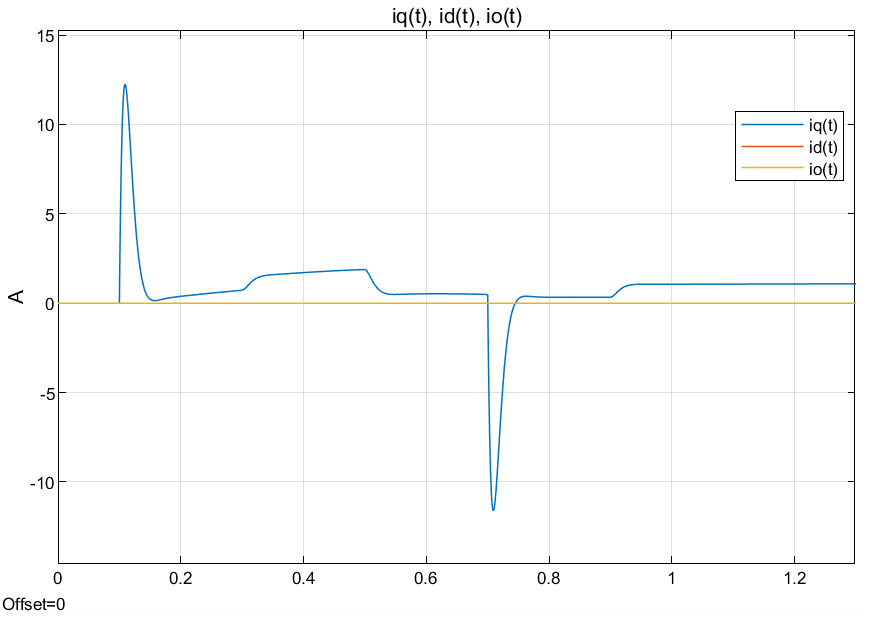 iq(t), id(t), io(t)
15
10
5
0
-5
-10
A
iq(t)
id(t)
io(t)
0 0.2 0.4 0.6 0.8 1 1.2
Offset=0